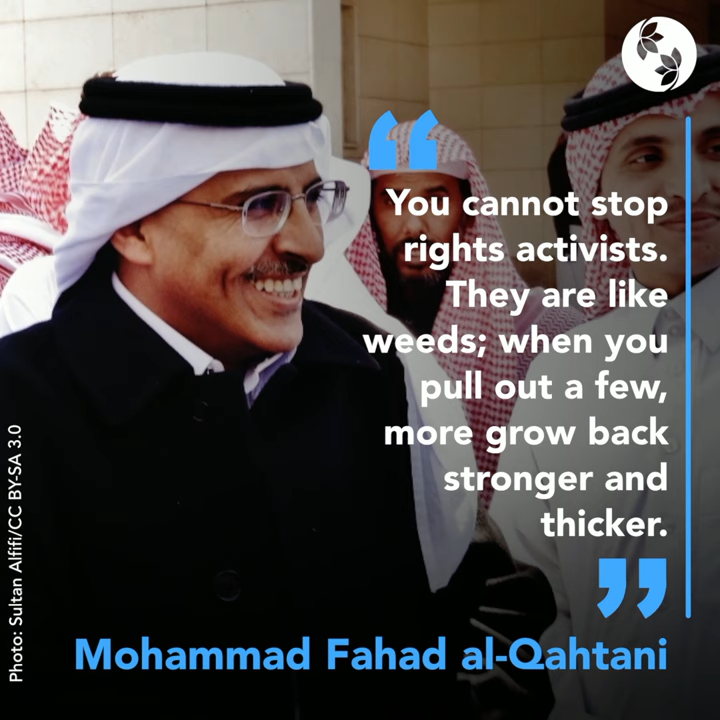 “
You cannot stop
rights activists.
They are like
weeds; when you
pull out a few,
more grow back
stronger and
thicker.
”
Mohammad Fahad al-Qahtani
Photo: Sultan Alfifi/CC BY-SA 3.0